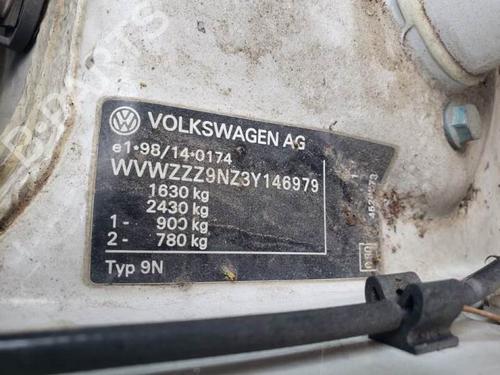 VOLKSWAGEN AG
e1*98/14*0174
WVWZZZ9NZ3Y146979
1630 kg
2430 kg
1- 900 kg
2- 780 kg
Typ 9N